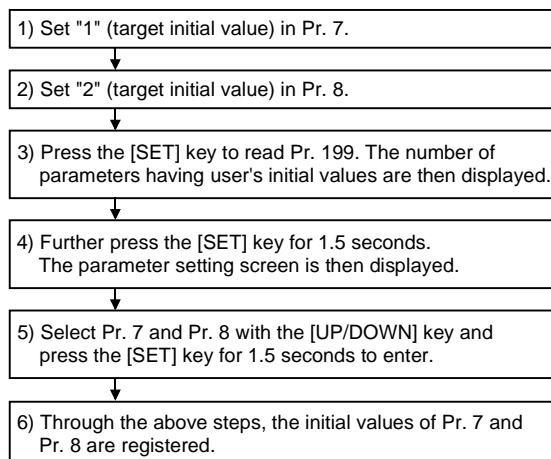 1) Set "1" (target initial value) in Pr. 7.
2) Set "2" (target initial value) in Pr. 8.
3) Press the [SET] key to read Pr. 199. The number of
parameters having user's initial values are then displayed.
4) Further press the [SET] key for 1.5 seconds.
The parameter setting screen is then displayed.
5) Select Pr. 7 and Pr. 8 with the [UP/DOWN] key and
press the [SET] key for 1.5 seconds to enter.
6) Through the above steps, the initial values of Pr. 7 and
Pr. 8 are registered.